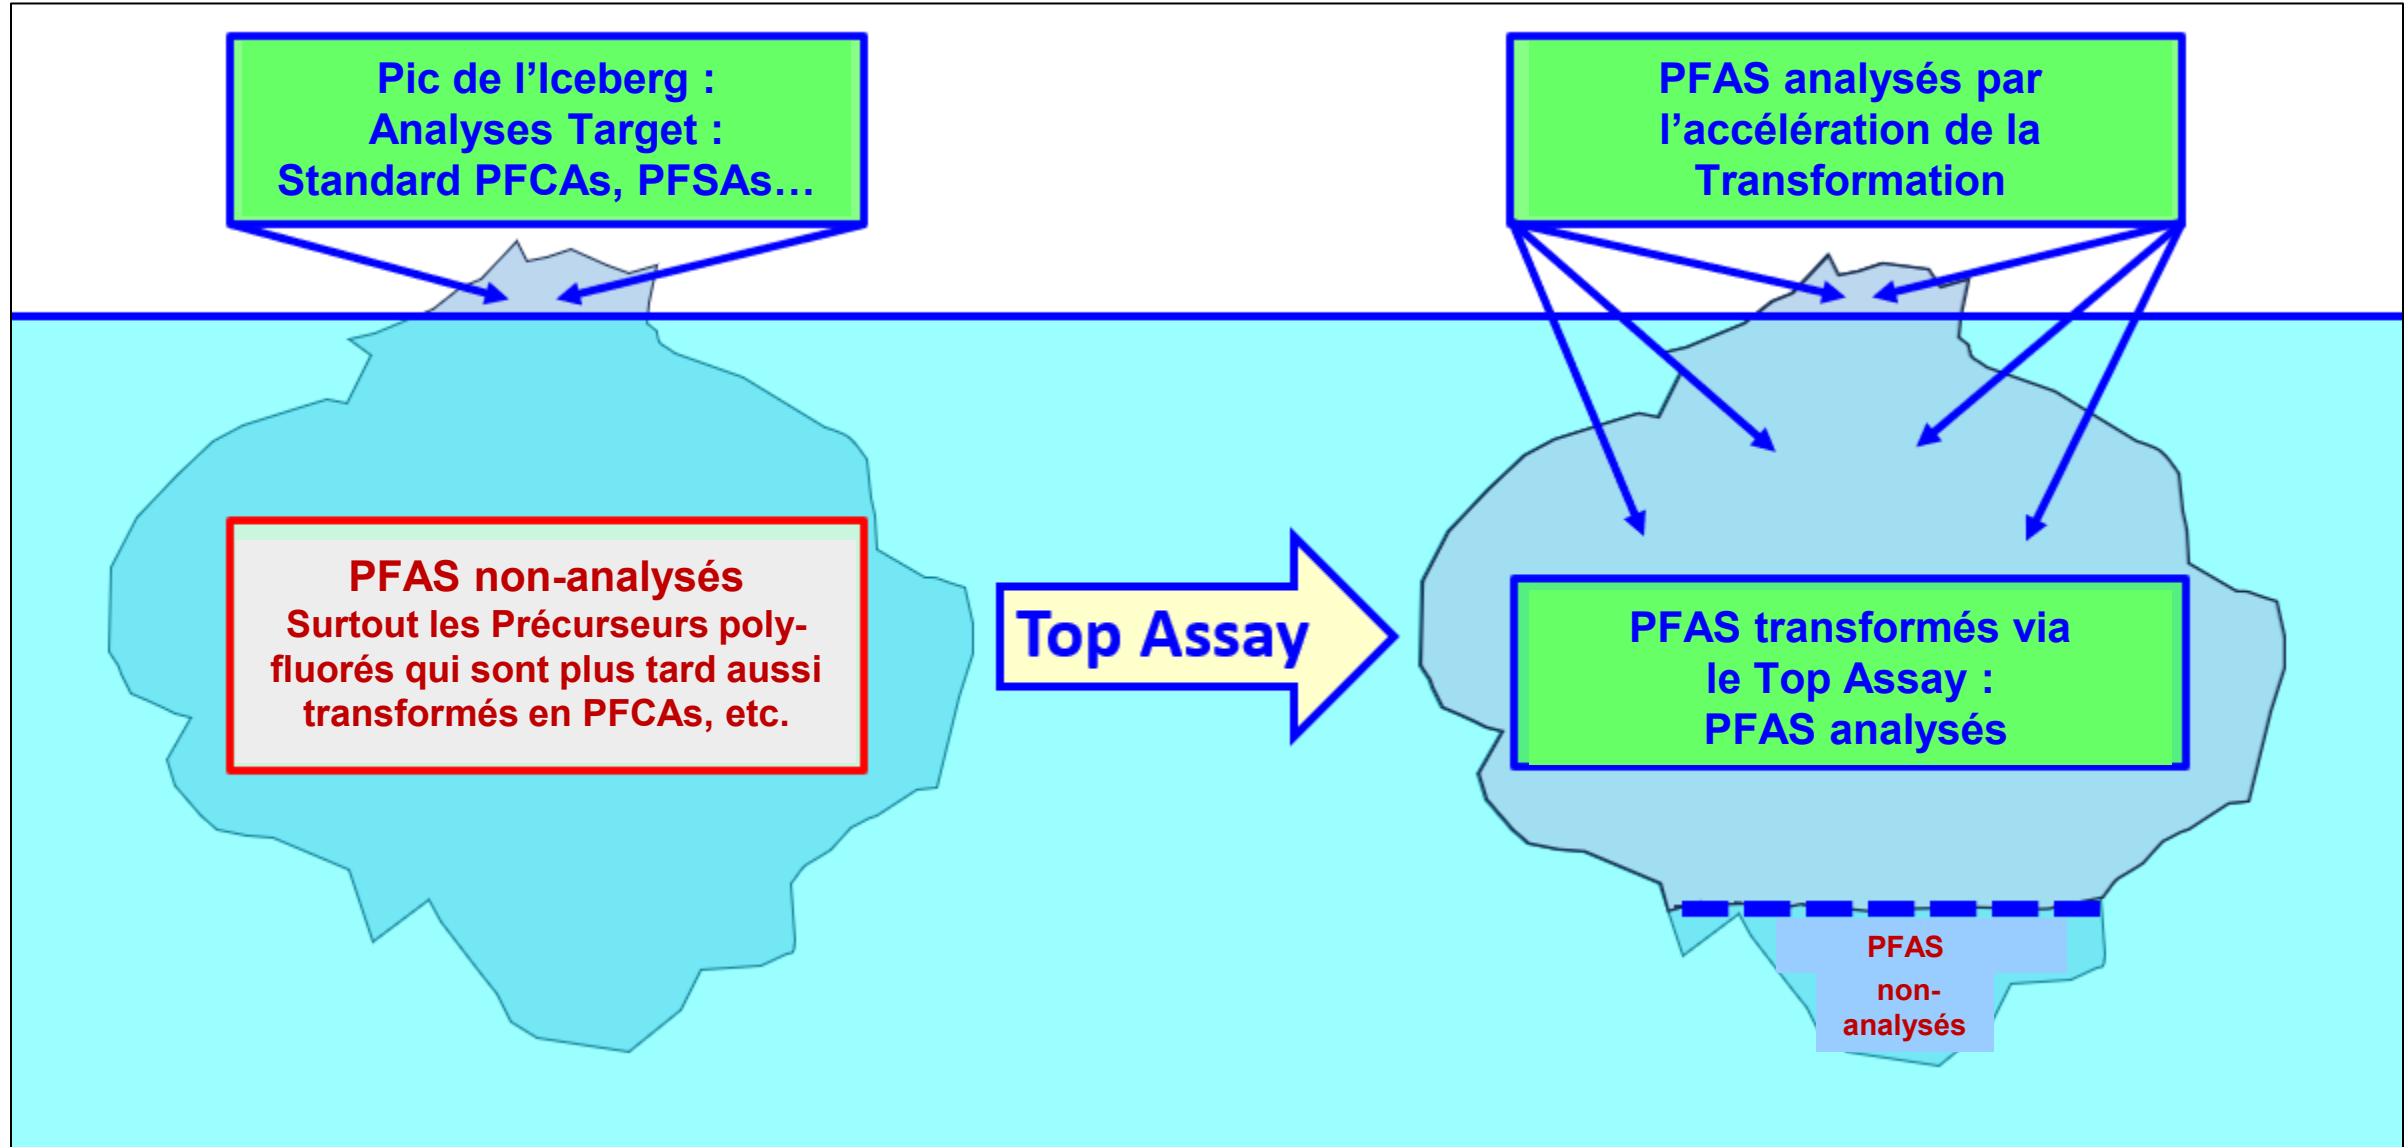 Pic de l’Iceberg :
Analyses Target :
Standard PFCAs, PFSAs…
PFAS analysés par
l’accélération de la
Transformation
PFAS non-analysés
Surtout les Précurseurs poly-
fluorés qui sont plus tard aussi
transformés en PFCAs, etc.
Top Assay
PFAS transformés via
le Top Assay :
PFAS analysés
PFAS
non-
analysés